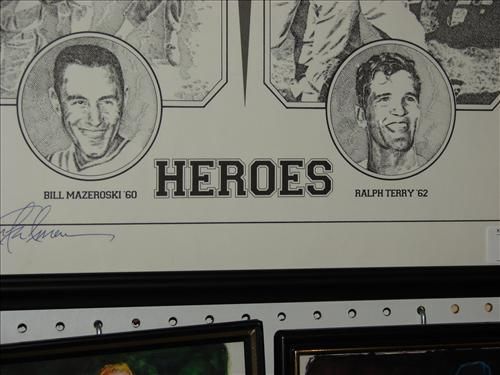 HEROES
BILL MAZEROSKI '60
RALPH TERRY '62